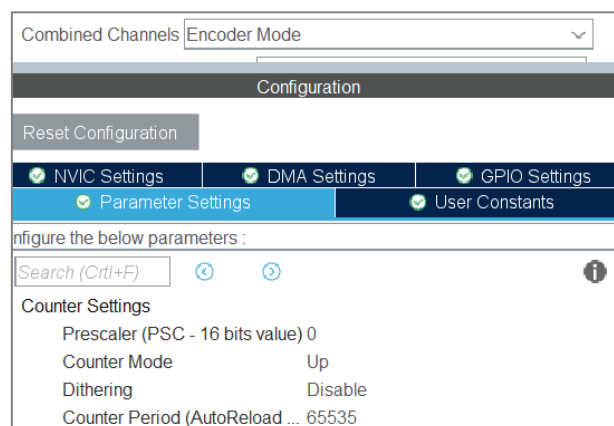 Combined Channels Encoder Mode
Configuration
Reset Configuration
NVIC Settings DMA Settings GPIO Settings
Parameter Settings User Constants
nfigure the below parameters :
Search (Crtl+F)
Counter Settings
Prescaler (PSC - 16 bits value) 0
Counter Mode Up
Dithering Disable
Counter Period (AutoReload ... 65535